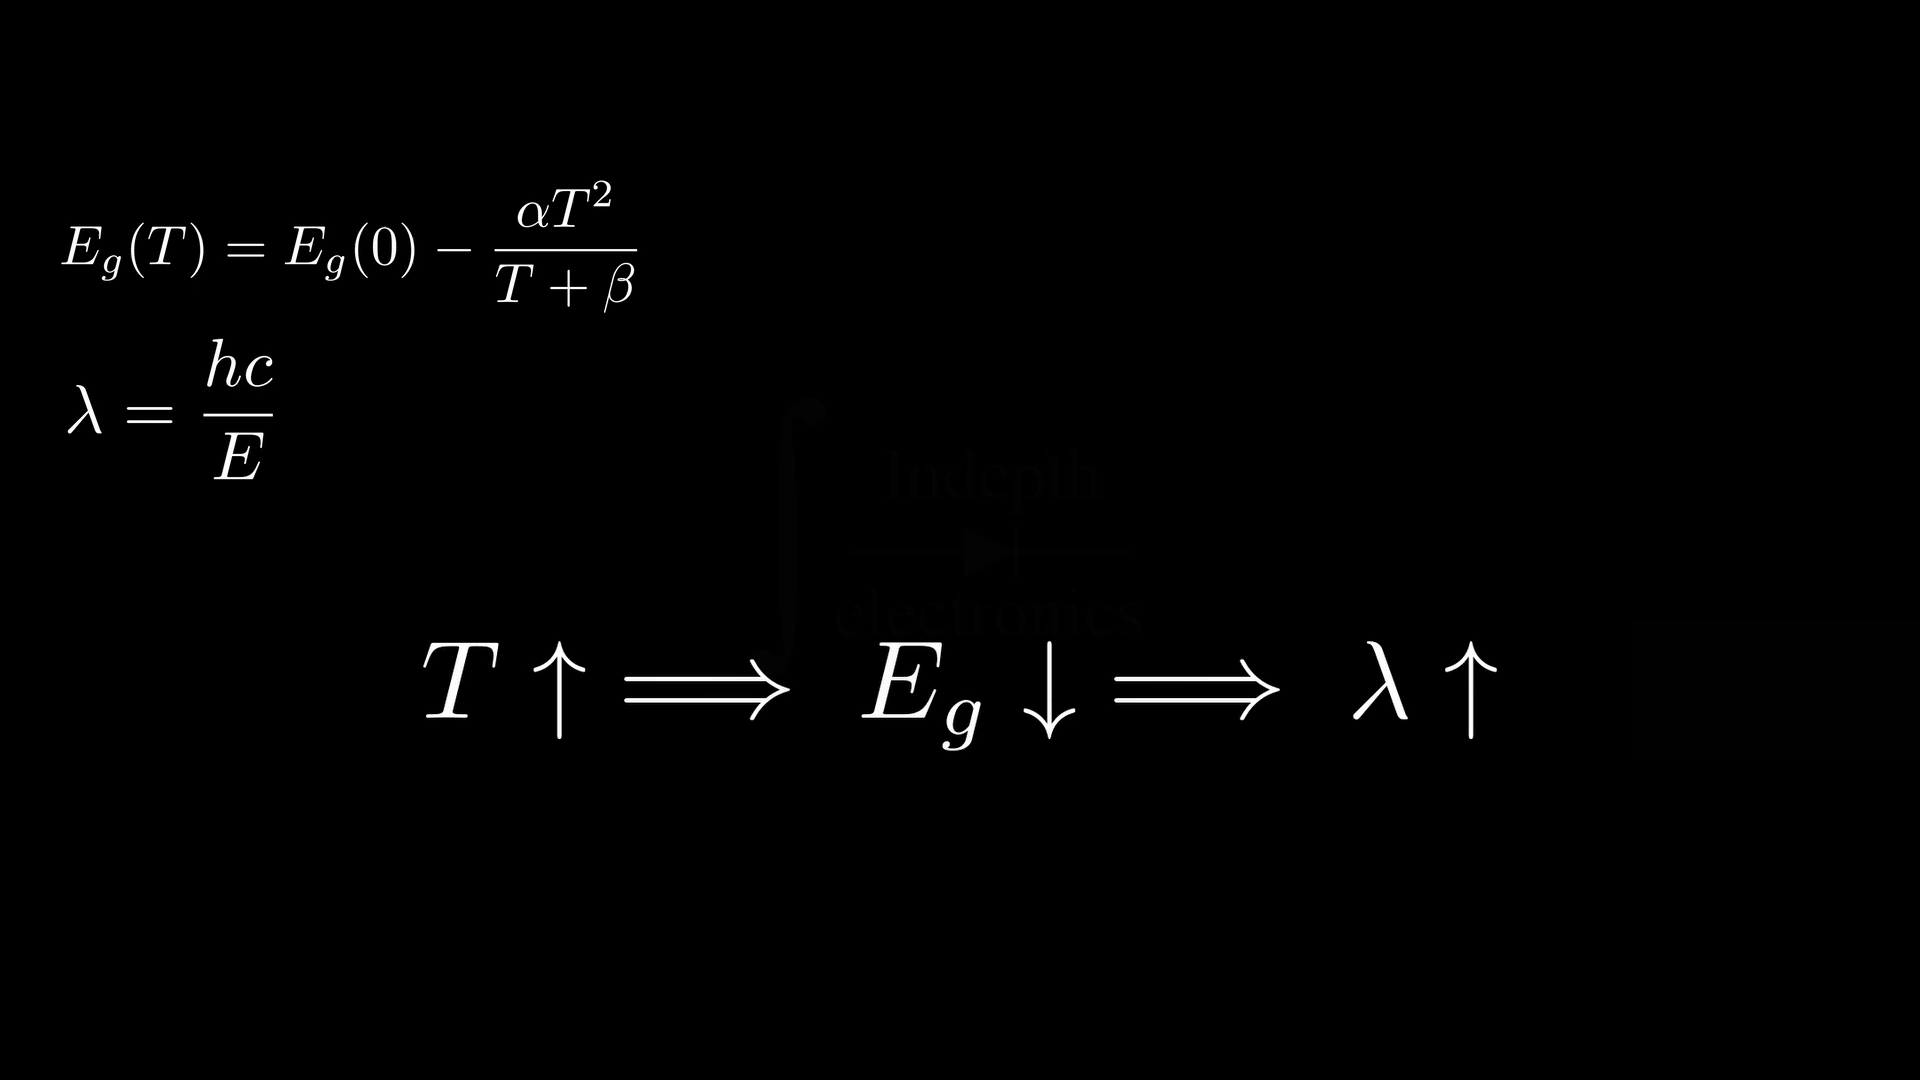 E_g(T) = E_g(0) − αT²/(T + β)
λ = hc/E
Indepth
electronics
T ↑ ⟹ E_g ↓ ⟹ λ ↑